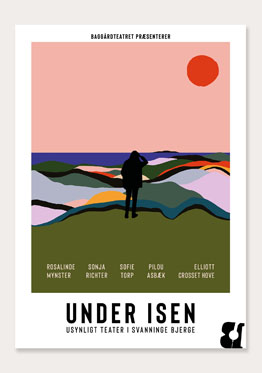 BAGGÅRDTEATRET PRÆSENTERER
ROSALINDE SONJA SOFIE PILOU ELLIOTT
MYNSTER RICHTER TORP ASBÆK CROSSET HOVE
UNDER ISEN
USYNLIGT TEATER I SVANNINGE BJERGE